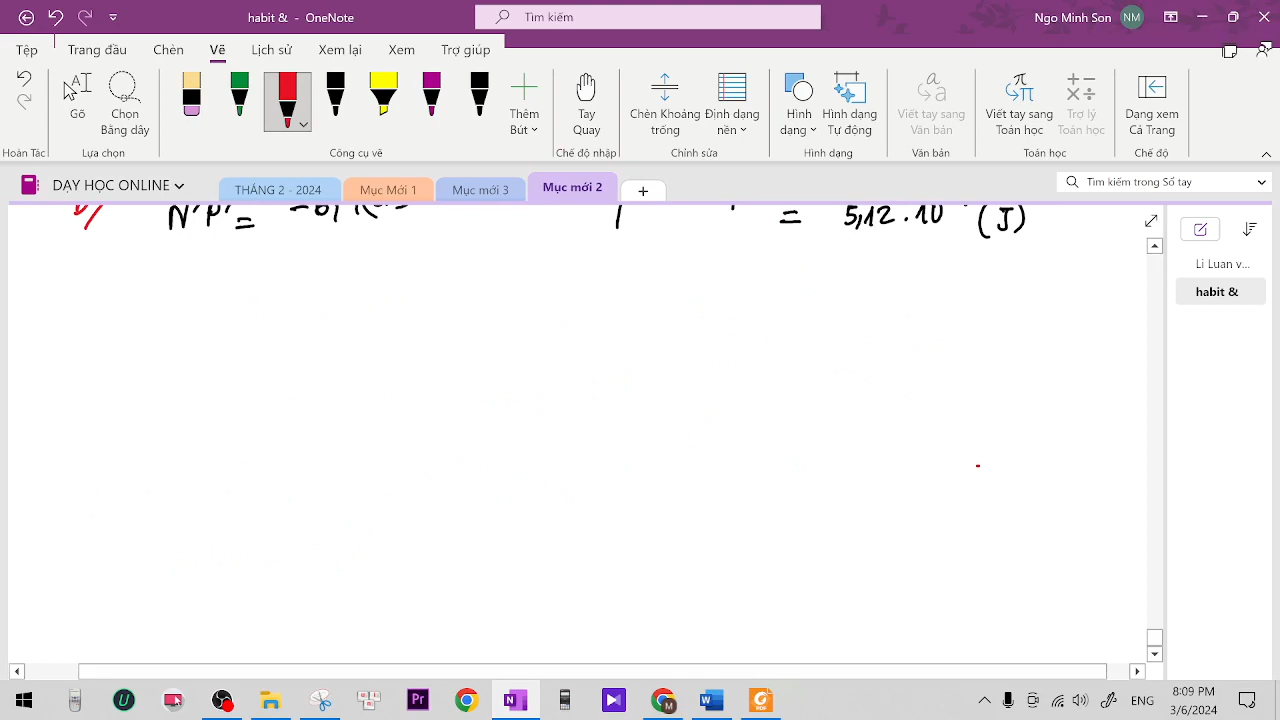 habit & - OneNote
Tìm kiếm
Ngo Minh Son
NM
Tệp Trang đầu Chèn Vẽ Lịch sử Xem lại Xem Trợ giúp
Gõ
Chọn Bằng dây
Thêm Bút
Tay Quay
Chèn Khoảng trống
Định dạng nền
Hình dạng
Hình dạng Tự động
Viết tay sang Văn bản
Viết tay sang Toán học
Trợ lý Toán học
Dạng xem Cả Trang
Hoàn Tác Lựa chọn Công cụ vẽ Chế độ nhập Chỉnh sửa Hình dạng Văn bản Toán học Chế độ
DẠY HỌC ONLINE THÁNG 2 - 2024 Mục Mới 1 Mục mới 3 Mục mới 2 +
Tìm kiếm trong Sổ tay
= 5,12.10 (J)
Li Luan v...
habit &
ENG
8:09 PM
3/6/2024